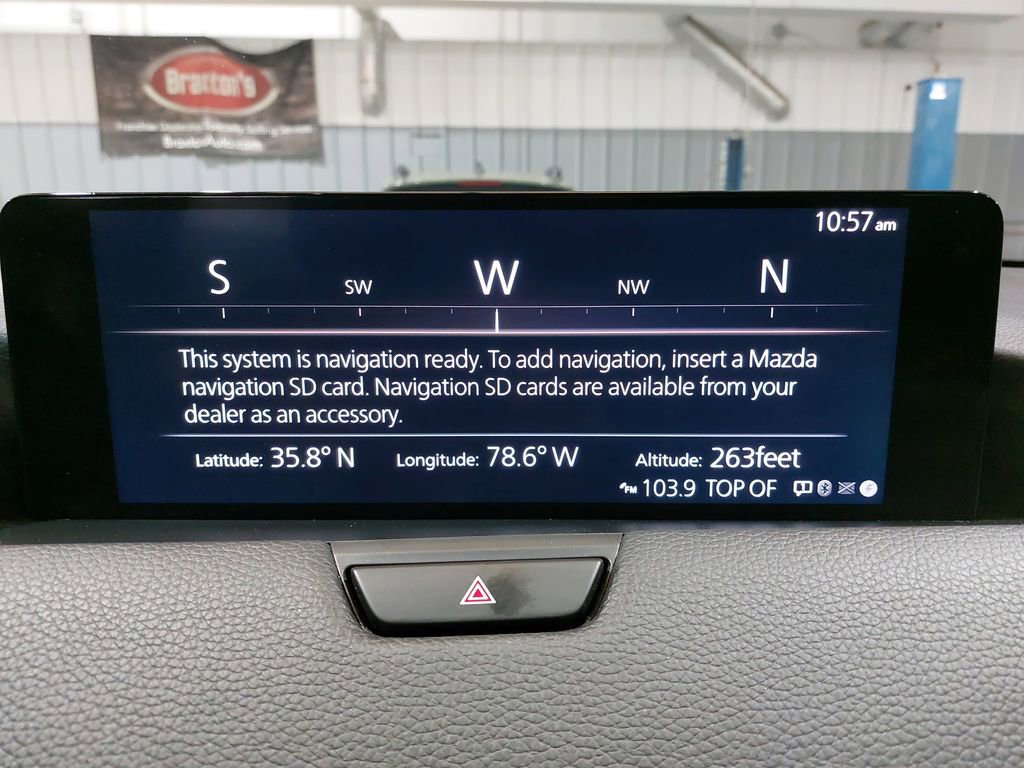 Braxton's
BraxtonAuto.com
10:57 am
S SW W NW N
This system is navigation ready. To add navigation, insert a Mazda
navigation SD card. Navigation SD cards are available from your
dealer as an accessory.
Latitude: 35.8° N Longitude: 78.6° W Altitude: 263feet
FM 103.9 TOP OF